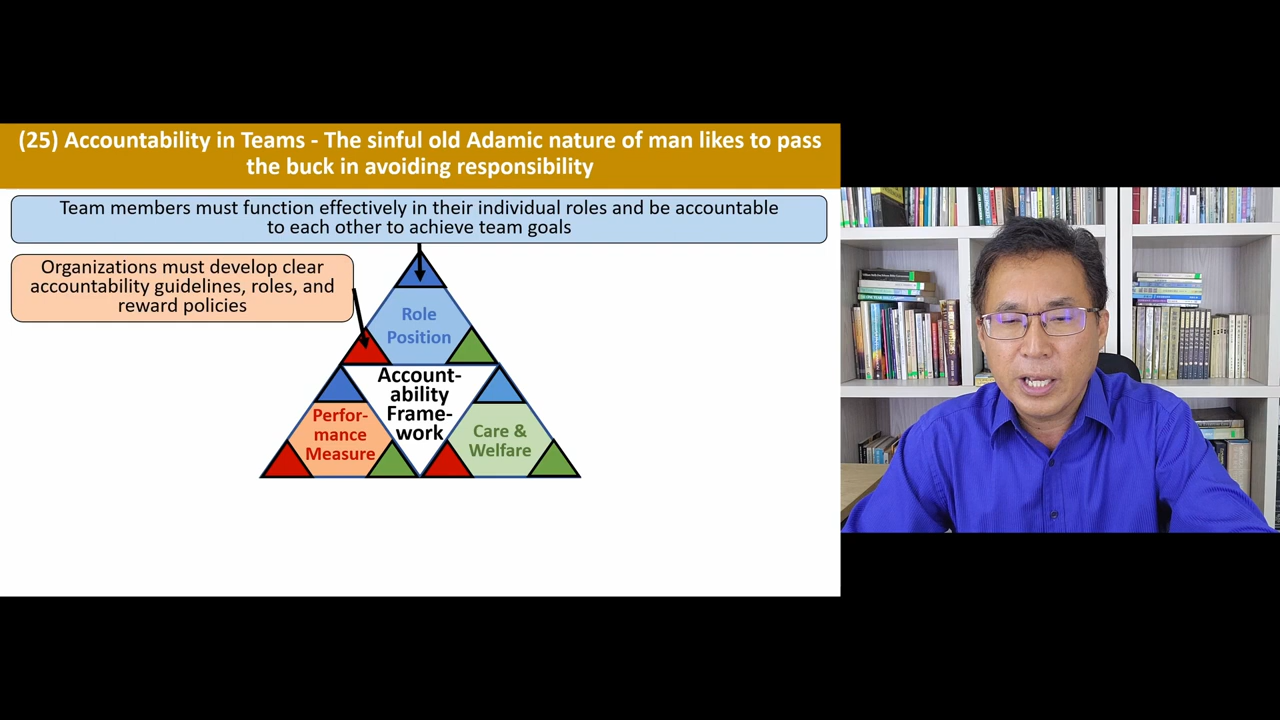 (25) Accountability in Teams - The sinful old Adamic nature of man likes to pass
the buck in avoiding responsibility
Team members must function effectively in their individual roles and be accountable
to each other to achieve team goals
Organizations must develop clear
accountability guidelines, roles, and
reward policies
Role
Position
Account-
ability
Frame-
work
Perfor-
mance
Measure
Care &
Welfare